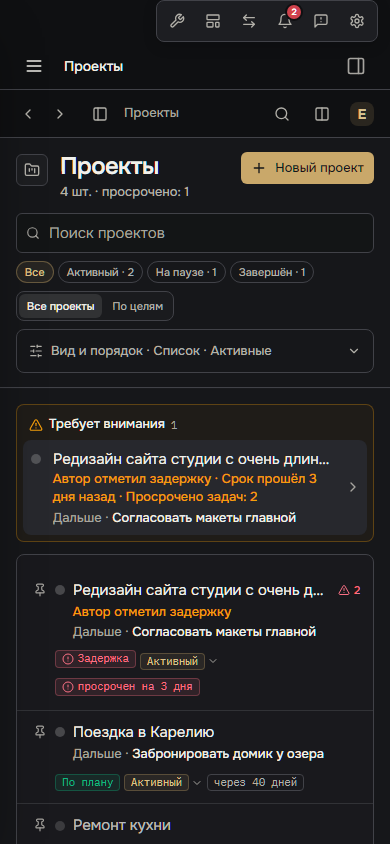 2
Проекты
Проекты
E
Проекты
4 шт. · просрочено: 1
Новый проект
Поиск проектов
Все
Активный · 2
На паузе · 1
Завершён · 1
Все проекты
По целям
Вид и порядок · Список · Активные
Требует внимания 1
Редизайн сайта студии с очень длин...
Автор отметил задержку · Срок прошёл 3
дня назад · Просрочено задач: 2
Дальше · Согласовать макеты главной
Редизайн сайта студии с очень д...
2
Автор отметил задержку
Дальше · Согласовать макеты главной
Задержка
Активный
просрочен на 3 дня
Поездка в Карелию
Дальше · Забронировать домик у озера
По плану
Активный
через 40 дней
Ремонт кухни